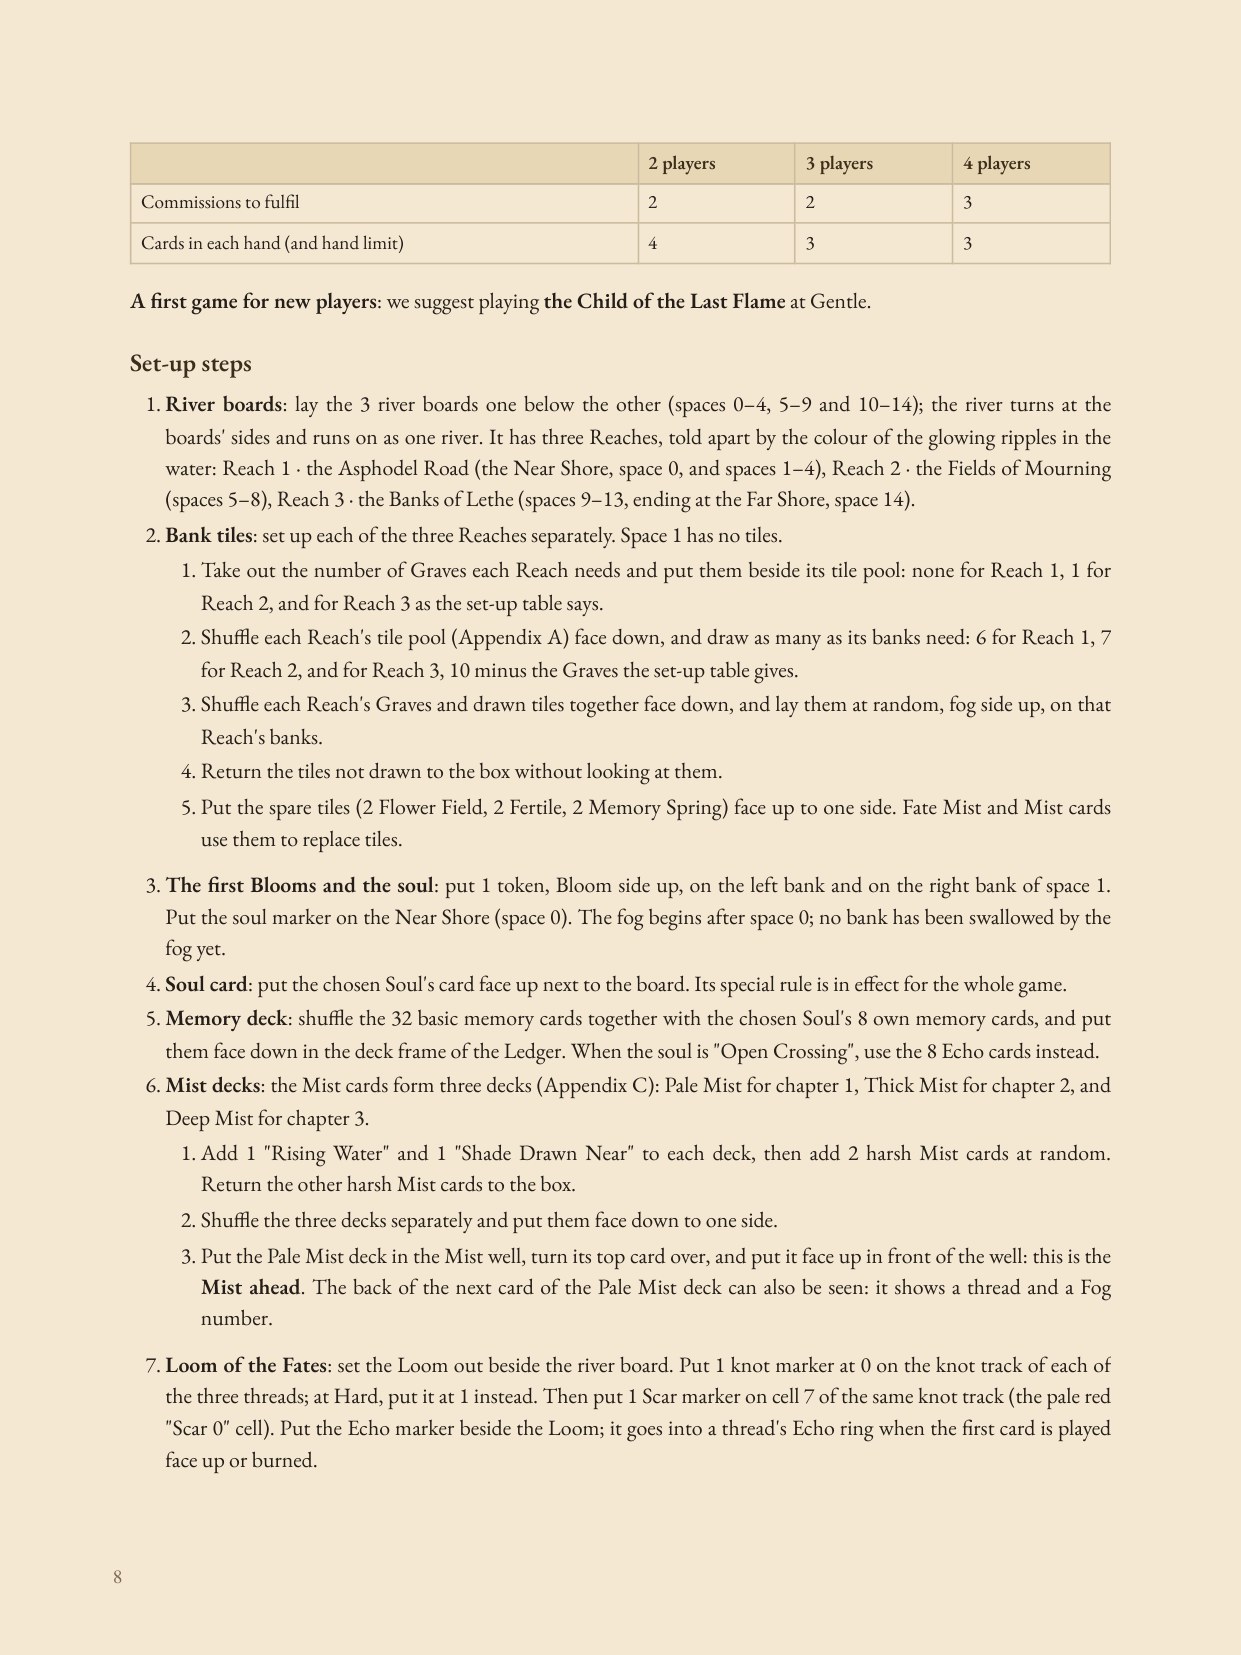 2 players 3 players 4 players
Commissions to fulfil 2 2 3
Cards in each hand (and hand limit) 4 3 3
A first game for new players: we suggest playing the Child of the Last Flame at Gentle.
Set-up steps
1. River boards: lay the 3 river boards one below the other (spaces 0–4, 5–9 and 10–14); the river turns at the
boards' sides and runs on as one river. It has three Reaches, told apart by the colour of the glowing ripples in the
water: Reach 1 · the Asphodel Road (the Near Shore, space 0, and spaces 1–4), Reach 2 · the Fields of Mourning
(spaces 5–8), Reach 3 · the Banks of Lethe (spaces 9–13, ending at the Far Shore, space 14).
2. Bank tiles: set up each of the three Reaches separately. Space 1 has no tiles.
1. Take out the number of Graves each Reach needs and put them beside its tile pool: none for Reach 1, 1 for
Reach 2, and for Reach 3 as the set-up table says.
2. Shuffle each Reach's tile pool (Appendix A) face down, and draw as many as its banks need: 6 for Reach 1, 7
for Reach 2, and for Reach 3, 10 minus the Graves the set-up table gives.
3. Shuffle each Reach's Graves and drawn tiles together face down, and lay them at random, fog side up, on that
Reach's banks.
4. Return the tiles not drawn to the box without looking at them.
5. Put the spare tiles (2 Flower Field, 2 Fertile, 2 Memory Spring) face up to one side. Fate Mist and Mist cards
use them to replace tiles.
3. The first Blooms and the soul: put 1 token, Bloom side up, on the left bank and on the right bank of space 1.
Put the soul marker on the Near Shore (space 0). The fog begins after space 0; no bank has been swallowed by the
fog yet.
4. Soul card: put the chosen Soul's card face up next to the board. Its special rule is in effect for the whole game.
5. Memory deck: shuffle the 32 basic memory cards together with the chosen Soul's 8 own memory cards, and put
them face down in the deck frame of the Ledger. When the soul is "Open Crossing", use the 8 Echo cards instead.
6. Mist decks: the Mist cards form three decks (Appendix C): Pale Mist for chapter 1, Thick Mist for chapter 2, and
Deep Mist for chapter 3.
1. Add 1 "Rising Water" and 1 "Shade Drawn Near" to each deck, then add 2 harsh Mist cards at random.
Return the other harsh Mist cards to the box.
2. Shuffle the three decks separately and put them face down to one side.
3. Put the Pale Mist deck in the Mist well, turn its top card over, and put it face up in front of the well: this is the
Mist ahead. The back of the next card of the Pale Mist deck can also be seen: it shows a thread and a Fog
number.
7. Loom of the Fates: set the Loom out beside the river board. Put 1 knot marker at 0 on the knot track of each of
the three threads; at Hard, put it at 1 instead. Then put 1 Scar marker on cell 7 of the same knot track (the pale red
"Scar 0" cell). Put the Echo marker beside the Loom; it goes into a thread's Echo ring when the first card is played
face up or burned.
8